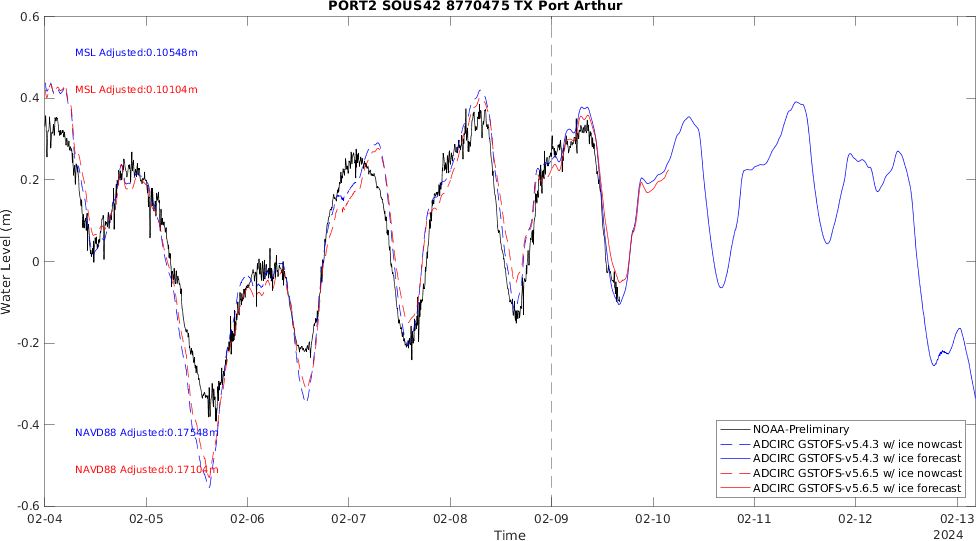 PORT2 SOUS42 8770475 TX Port Arthur
0.6
MSL Adjusted:0.10548m
MSL Adjusted:0.10104m
0.4
0.2
0
-0.2
-0.4
-0.6
Water Level (m)
NAVD88 Adjusted:0.17548m
NAVD88 Adjusted:0.17104m
NOAA-Preliminary
ADCIRC GSTOFS-v5.4.3 w/ ice nowcast
ADCIRC GSTOFS-v5.4.3 w/ ice forecast
ADCIRC GSTOFS-v5.6.5 w/ ice nowcast
ADCIRC GSTOFS-v5.6.5 w/ ice forecast
02-04 02-05 02-06 02-07 02-08 02-09 02-10 02-11 02-12 02-13
Time
2024